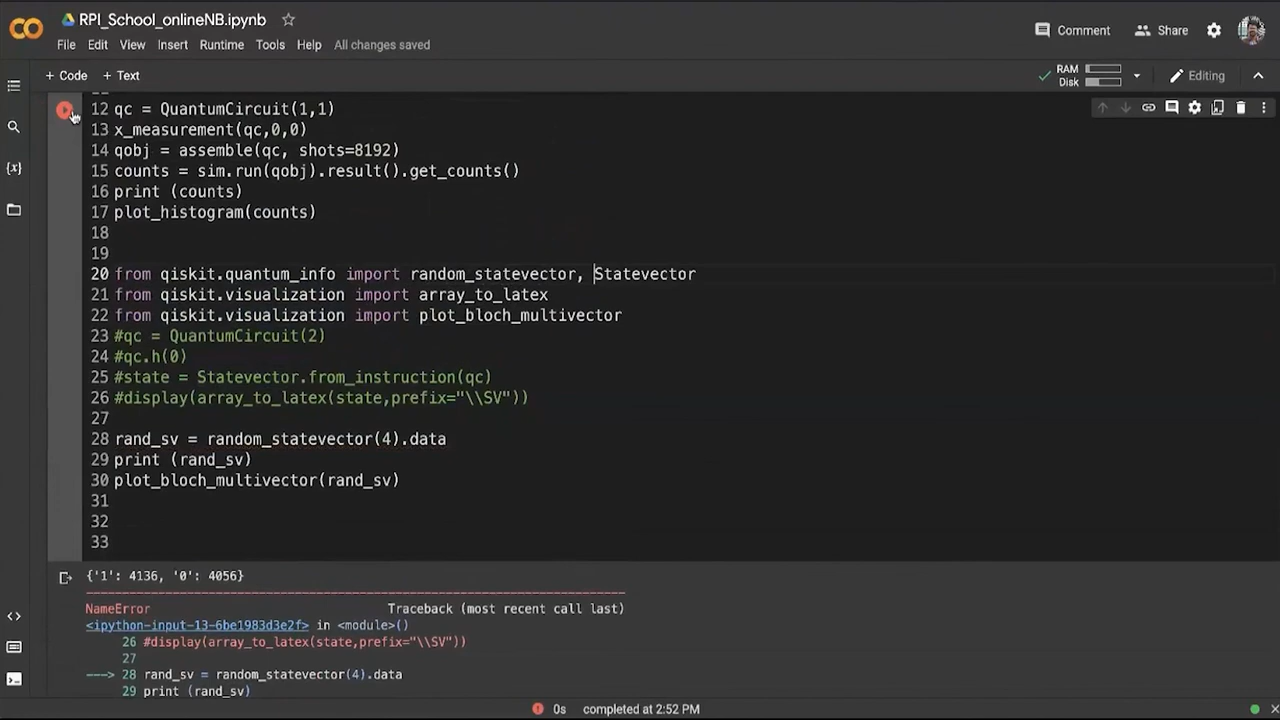 RPI_School_onlineNB.ipynb
Comment
Share
File Edit View Insert Runtime Tools Help All changes saved
+ Code + Text
RAM
Disk
Editing
12 qc = QuantumCircuit(1,1)
13 x_measurement(qc,0,0)
14 qobj = assemble(qc, shots=8192)
15 counts = sim.run(qobj).result().get_counts()
16 print (counts)
17 plot_histogram(counts)
18
19
20 from qiskit.quantum_info import random_statevector, Statevector
21 from qiskit.visualization import array_to_latex
22 from qiskit.visualization import plot_bloch_multivector
23 #qc = QuantumCircuit(2)
24 #qc.h(0)
25 #state = Statevector.from_instruction(qc)
26 #display(array_to_latex(state,prefix="\\SV"))
27
28 rand_sv = random_statevector(4).data
29 print (rand_sv)
30 plot_bloch_multivector(rand_sv)
31
32
33
{'1': 4136, '0': 4056}
NameError Traceback (most recent call last)
<ipython-input-13-6be1983d3e2f> in <module>()
26 #display(array_to_latex(state,prefix="\\SV"))
27
---> 28 rand_sv = random_statevector(4).data
29 print (rand_sv)
0s completed at 2:52 PM